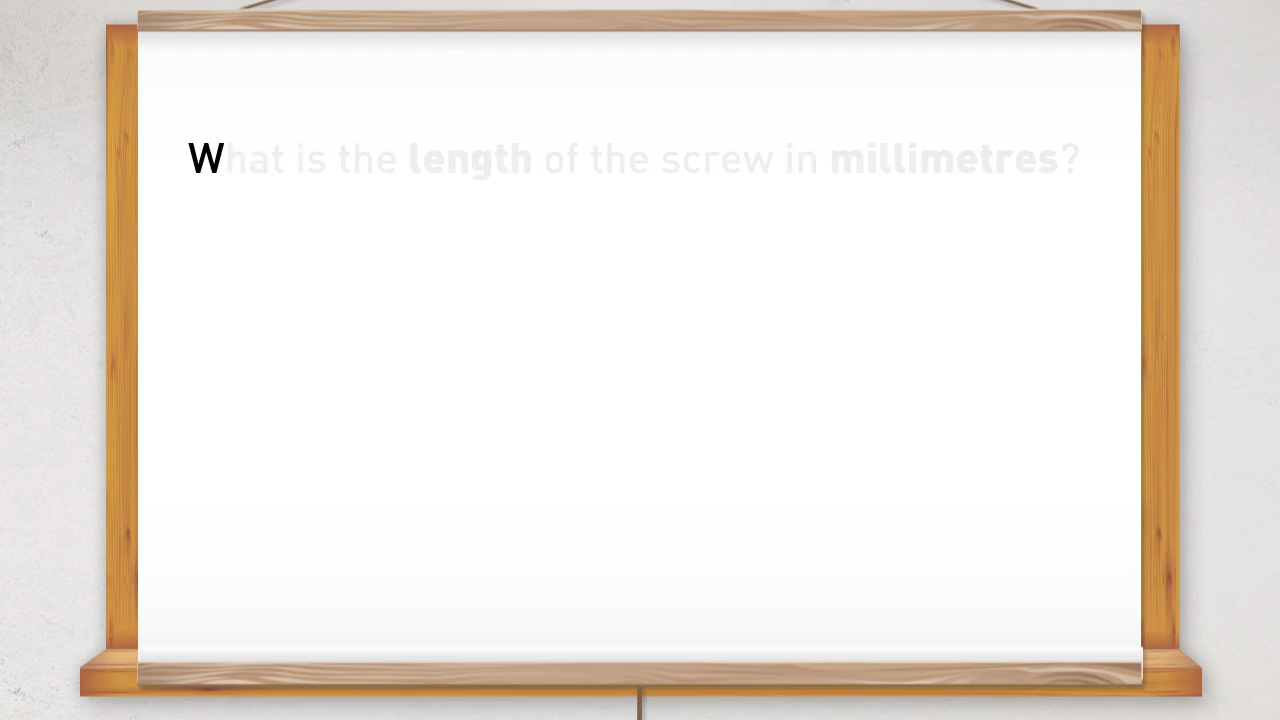 What is the length of the screw in millimetres?